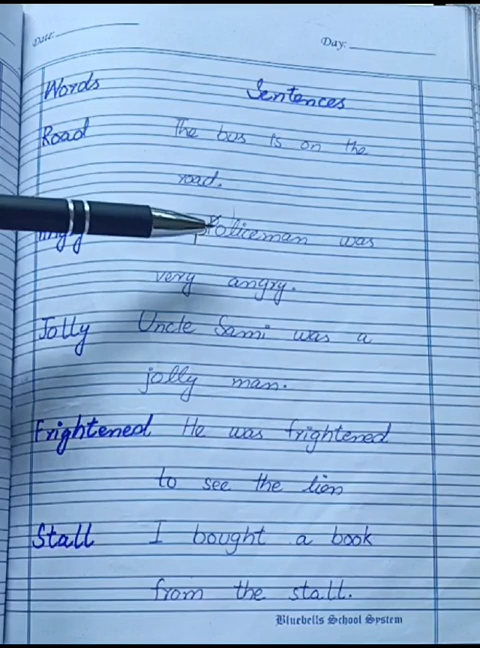 Date:
Day:
Words Sentences
Road The bus is on the
road.
Policeman was
very angry.
Jolly Uncle Sami was a
jolly man.
Frightened He was frightened
to see the lion
Stall I bought a book
from the stall.
Bluebells School System